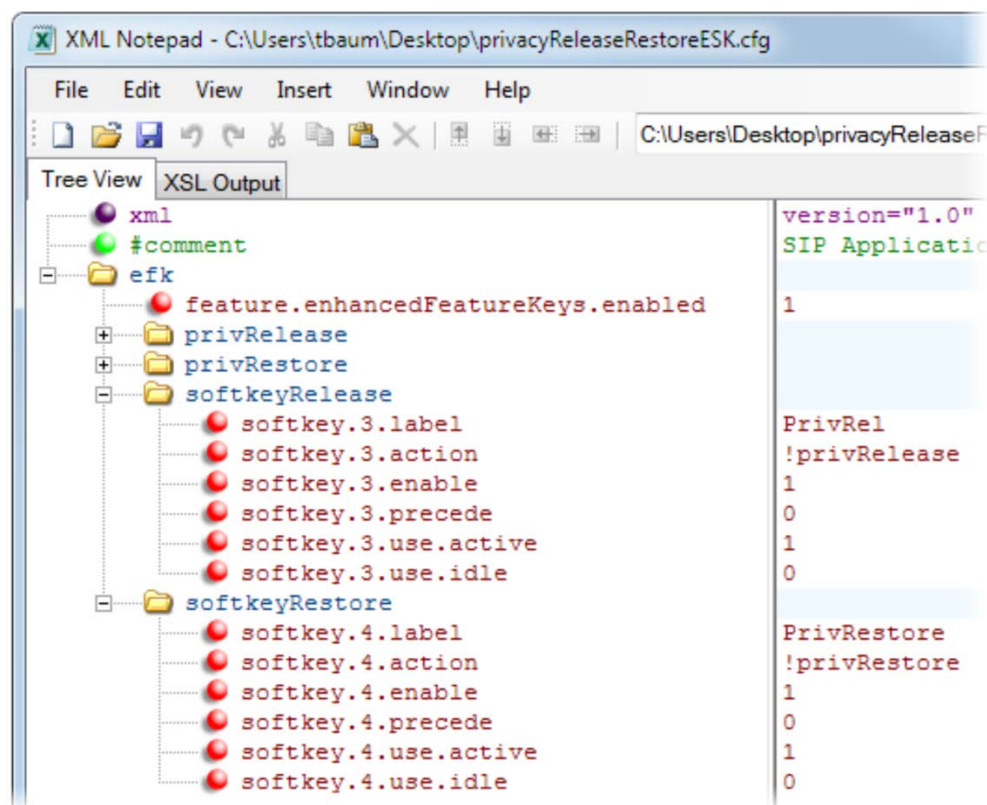 XML Notepad - C:\Users\tbaum\Desktop\privacyReleaseRestoreESK.cfg
File Edit View Insert Window Help
C:\Users\Desktop\privacyRelease
Tree View XSL Output
xml version="1.0"
#comment SIP
efk
feature.enhancedFeatureKeys.enabled 1
privRelease
privRestore
softkeyRelease
softkey.3.label PrivRel
softkey.3.action !privRelease
softkey.3.enable 1
softkey.3.precede 0
softkey.3.use.active 1
softkey.3.use.idle 0
softkeyRestore
softkey.4.label PrivRestore
softkey.4.action !privRestore
softkey.4.enable 1
softkey.4.precede 0
softkey.4.use.active 1
softkey.4.use.idle 0